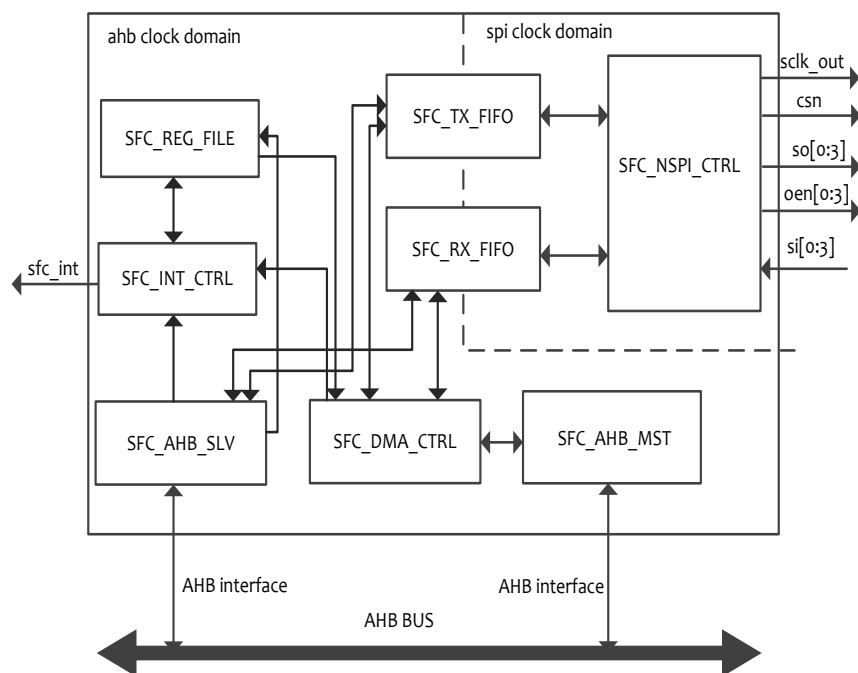 ahb clock domain
spi clock domain
SFC_REG_FILE
SFC_TX_FIFO
SFC_NSPI_CTRL
sclk_out
csn
so[0:3]
oen[0:3]
si[0:3]
SFC_RX_FIFO
sfc_int
SFC_INT_CTRL
SFC_AHB_SLV
SFC_DMA_CTRL
SFC_AHB_MST
AHB interface
AHB interface
AHB BUS